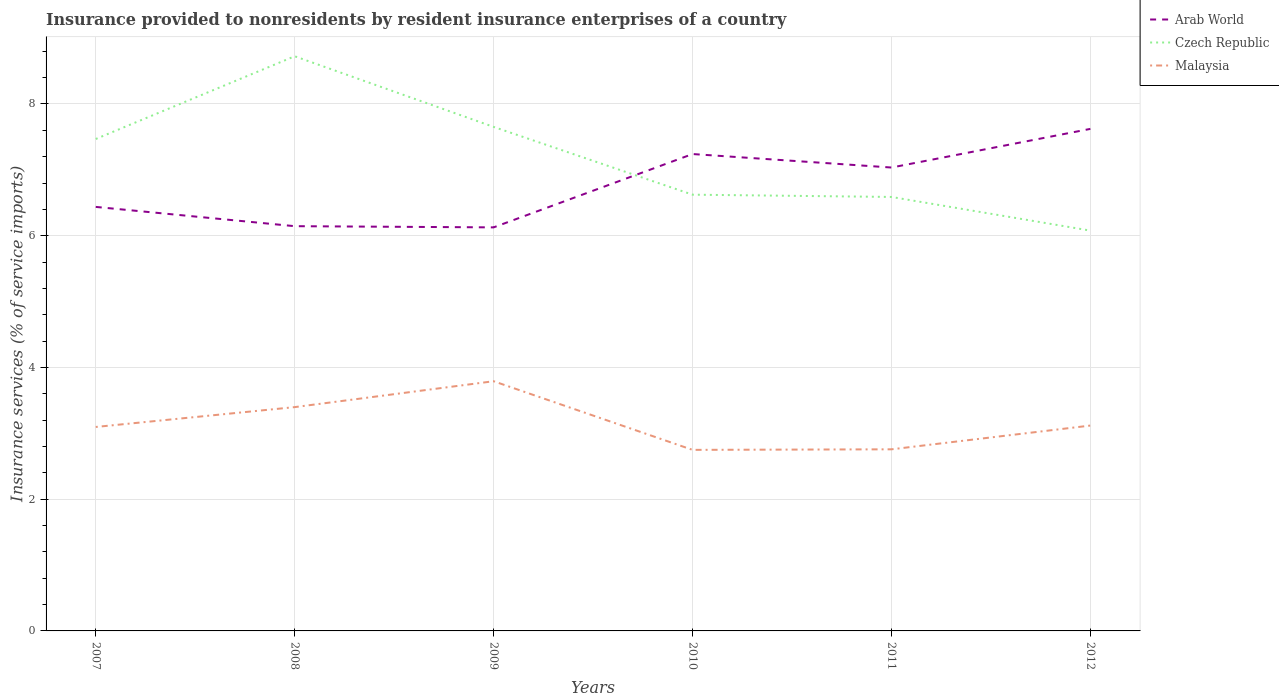 Insurance provided to nonresidents by resident insurance enterprises of a country
Arab World
Czech Republic
Malaysia
Insurance services (% of service imports)
8
6
4
2
0
2007
2008
2009
2010
2011
2012
Years